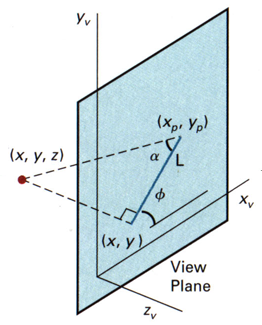 y_v
(x_p, y_p)
(x, y, z)
α
L
ϕ
x_v
(x, y)
View
Plane
z_v